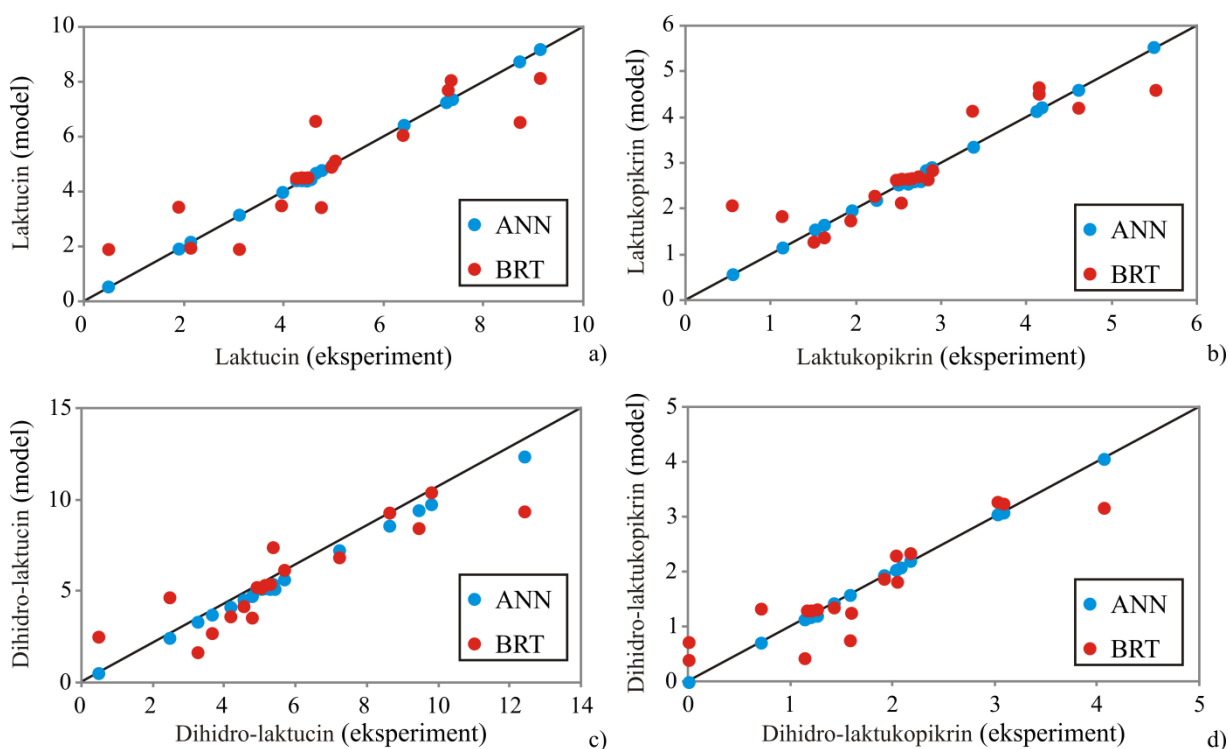 10
8
6
4
2
0
Laktucin (model)
ANN
BRT
0 2 4 6 8 10
Laktucin (eksperiment)
a)
6
5
4
3
2
1
0
Laktukopikrin (model)
ANN
BRT
0 1 2 3 4 5 6
Laktukopikrin (eksperiment)
b)
15
10
5
0
Dihidro-laktucin (model)
ANN
BRT
0 2 4 6 8 10 12 14
Dihidro-laktucin (eksperiment)
c)
5
4
3
2
1
0
Dihidro-laktukopikrin (model)
ANN
BRT
0 1 2 3 4 5
Dihidro-laktukopikrin (eksperiment)
d)